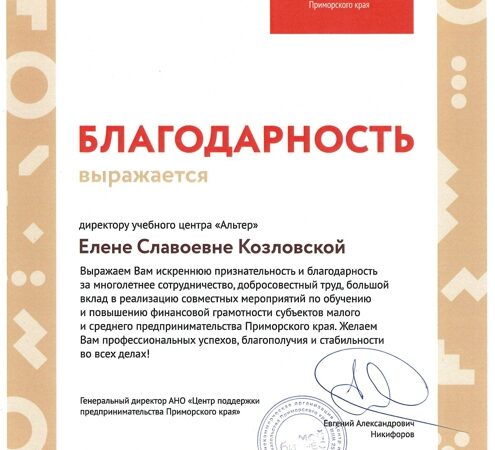 Приморского края
БЛАГОДАРНОСТЬ
выражается
директору учебного центра «Альтер»
Елене Славоевне Козловской
Выражаем Вам искреннюю признательность и благодарность
за многолетнее сотрудничество, добросовестный труд, большой
вклад в реализацию совместных мероприятий по обучению
и повышению финансовой грамотности субъектов малого
и среднего предпринимательства Приморского края. Желаем
Вам профессиональных успехов, благополучия и стабильности
во всех делах!
Генеральный директор АНО «Центр поддержки
предпринимательства Приморского края»
Евгений Александрович
Никифоров
МОЙ
БИЗНЕС